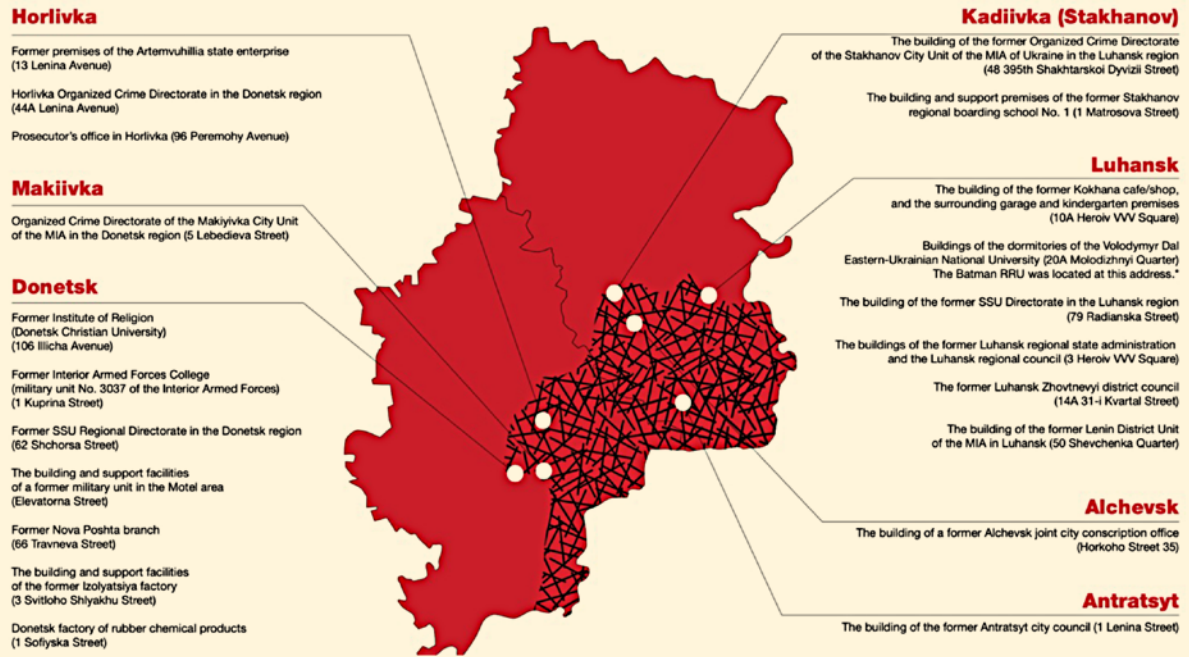 Horlivka
Former premises of the Artemvuhillia state enterprise
(13 Lenina Avenue)
Horlivka Organized Crime Directorate in the Donetsk region
(44A Lenina Avenue)
Prosecutor's office in Horlivka (96 Peremohy Avenue)
Makiivka
Organized Crime Directorate of the Makiyivka City Unit
of the MIA in the Donetsk region (5 Lebedieva Street)
Donetsk
Former Institute of Religion
(Donetsk Christian University)
(106 Illicha Avenue)
Former Interior Armed Forces College
(military unit No. 3037 of the Interior Armed Forces)
(1 Kuprina Street)
Former SSU Regional Directorate in the Donetsk region
(62 Shchorsa Street)
The building and support facilities
of a former military unit in the Motel area
(Elevatorna Street)
Former Nova Poshta branch
(66 Travneva Street)
The building and support facilities
of the former Izolyatsiya factory
(3 Svitloho Shlyakhu Street)
Donetsk factory of rubber chemical products
(1 Sofiyska Street)
Kadiivka (Stakhanov)
The building of the former Organized Crime Directorate
of the Stakhanov City Unit of the MIA of Ukraine in the Luhansk region
(48 395th Shakhtarskoi Dyvizii Street)
The building and support premises of the former Stakhanov
regional boarding school No. 1 (1 Matrosova Street)
Luhansk
The building of the former Kokhana cafe/shop,
and the surrounding garage and kindergarten premises
(10A Heroiv VVV Square)
Buildings of the dormitories of the Volodymyr Dal
Eastern-Ukrainian National University (20A Molodizhnyi Quarter)
The Batman RRU was located at this address.*
The building of the former SSU Directorate in the Luhansk region
(79 Radianska Street)
The buildings of the former Luhansk regional state administration
and the Luhansk regional council (3 Heroiv VVV Square)
The former Luhansk Zhovtnevyi district council
(14A 31-i Kvartal Street)
The building of the former Lenin District Unit
of the MIA in Luhansk (50 Shevchenka Quarter)
Alchevsk
The building of a former Alchevsk joint city conscription office
(Horkoho Street 35)
Antratsyt
The building of the former Antratsyt city council (1 Lenina Street)